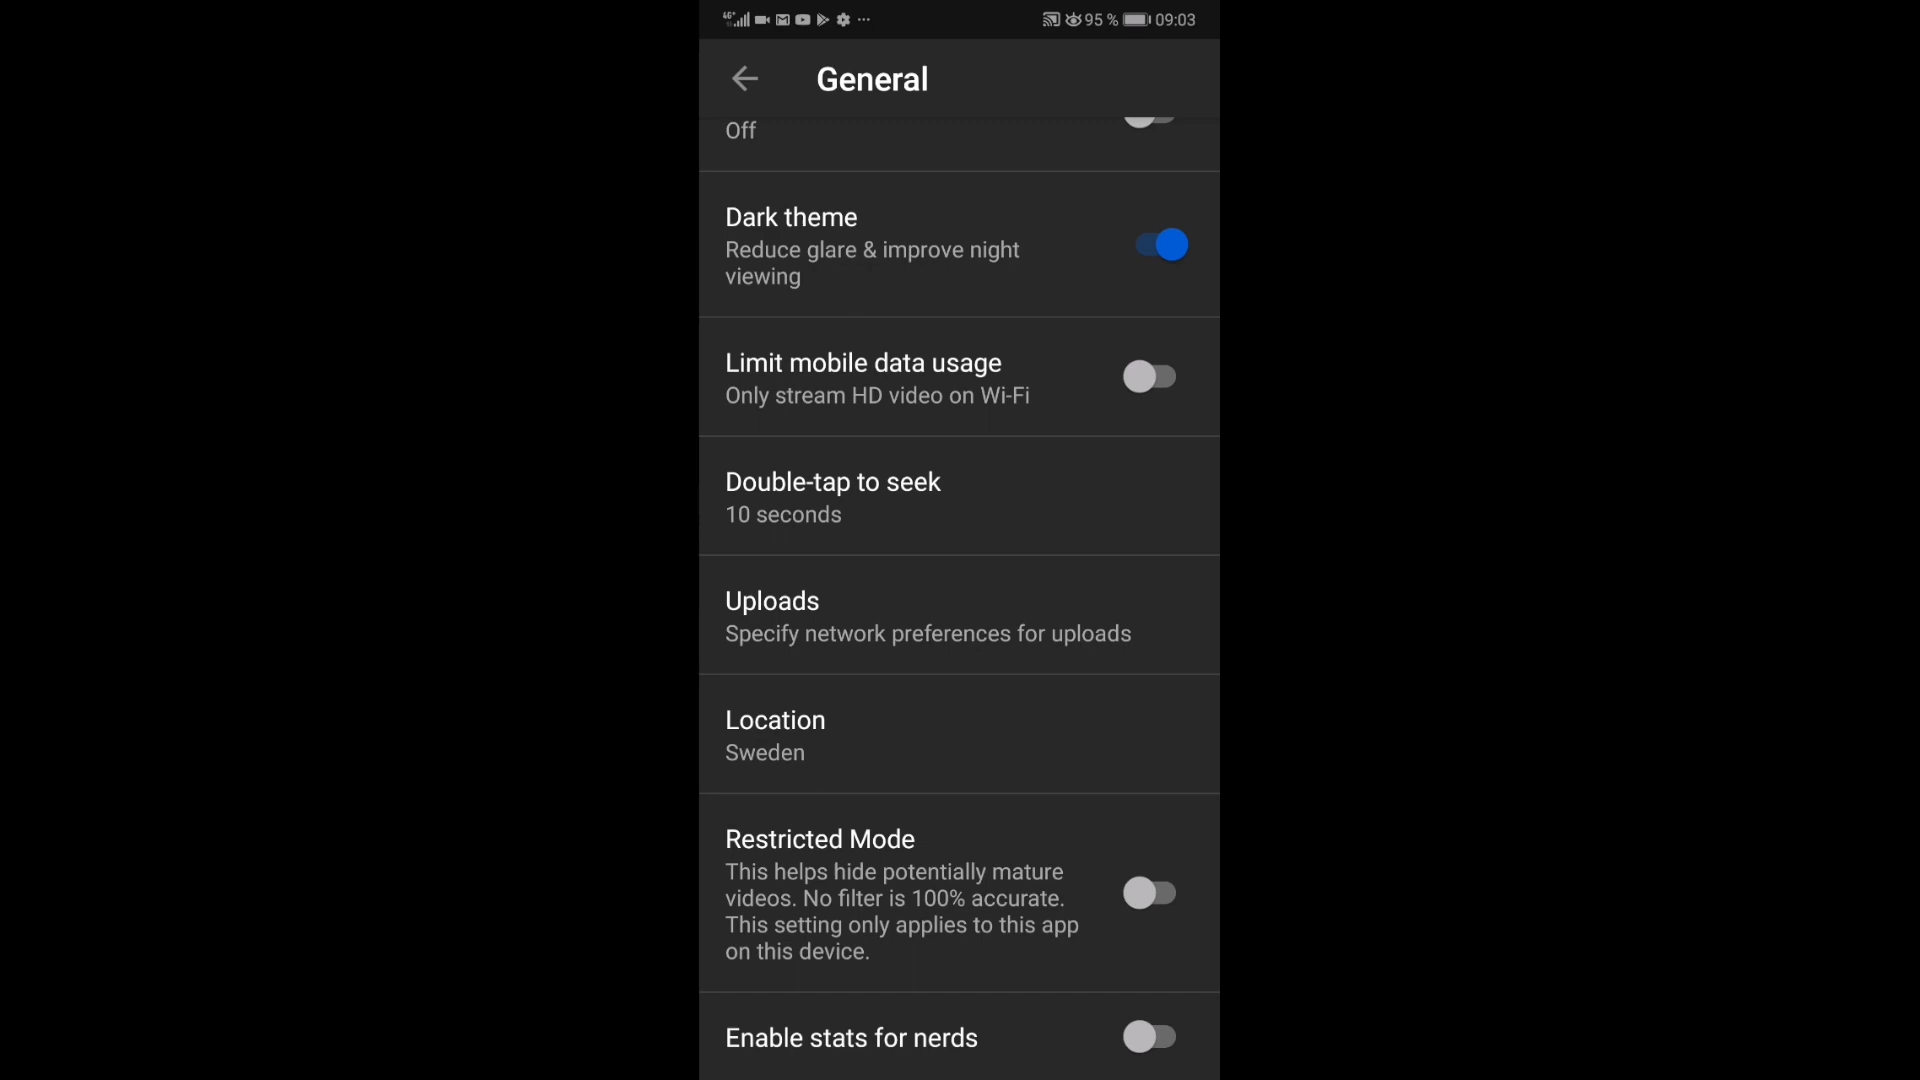 4G+ 95 % 09:03
General
Off
Dark theme
Reduce glare & improve night
viewing
Limit mobile data usage
Only stream HD video on Wi-Fi
Double-tap to seek
10 seconds
Uploads
Specify network preferences for uploads
Location
Sweden
Restricted Mode
This helps hide potentially mature
videos. No filter is 100% accurate.
This setting only applies to this app
on this device.
Enable stats for nerds